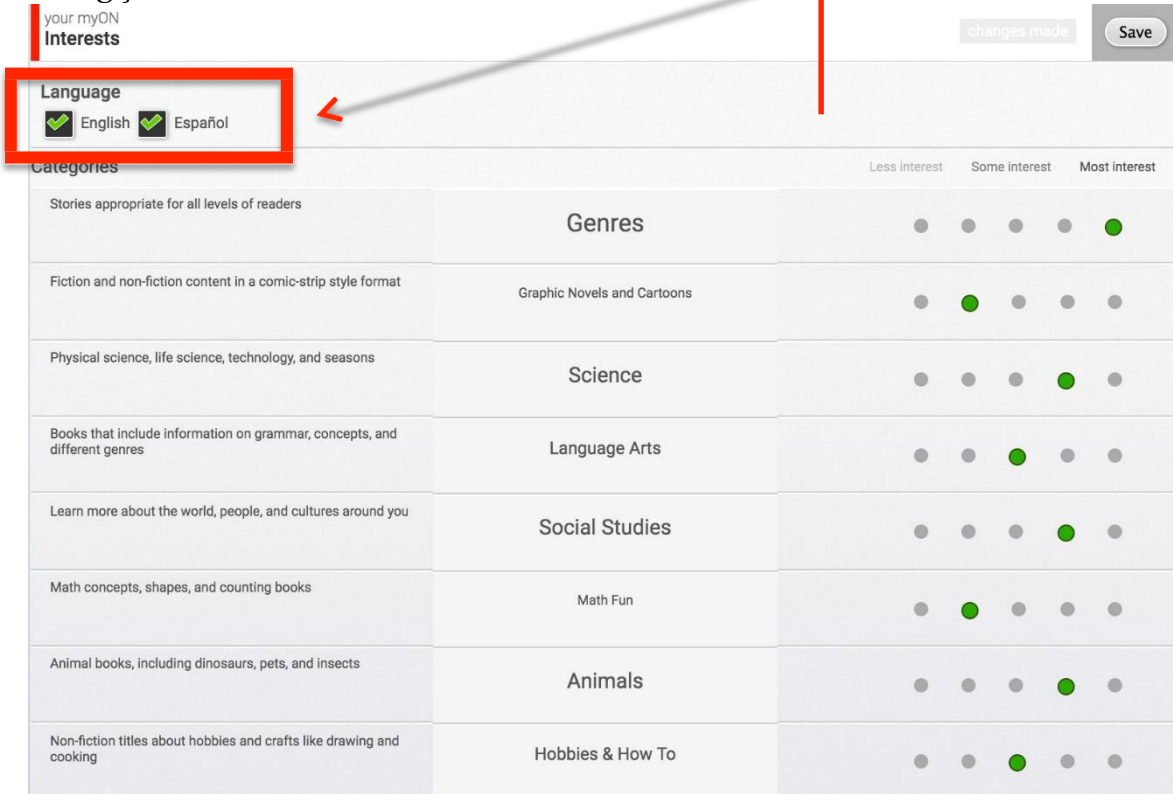 your myON
Interests
changes made
Save
Language
English
Español
Categories
Less interest
Some interest
Most interest
Stories appropriate for all levels of readers
Genres
Fiction and non-fiction content in a comic-strip style format
Graphic Novels and Cartoons
Physical science, life science, technology, and seasons
Science
Books that include information on grammar, concepts, and
different genres
Language Arts
Learn more about the world, people, and cultures around you
Social Studies
Math concepts, shapes, and counting books
Math Fun
Animal books, including dinosaurs, pets, and insects
Animals
Non-fiction titles about hobbies and crafts like drawing and
cooking
Hobbies & How To